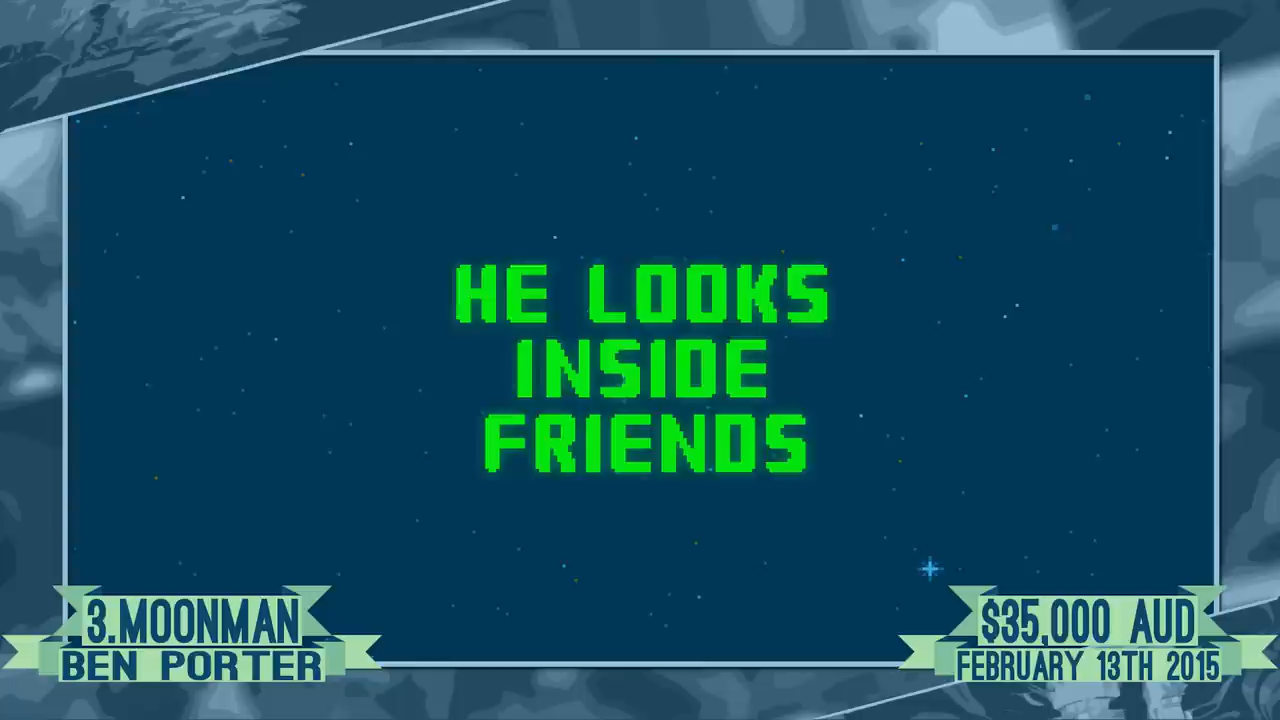 HE LOOKS
INSIDE
FRIENDS
3.MOONMAN
BEN PORTER
$35,000 AUD
FEBRUARY 13TH 2015